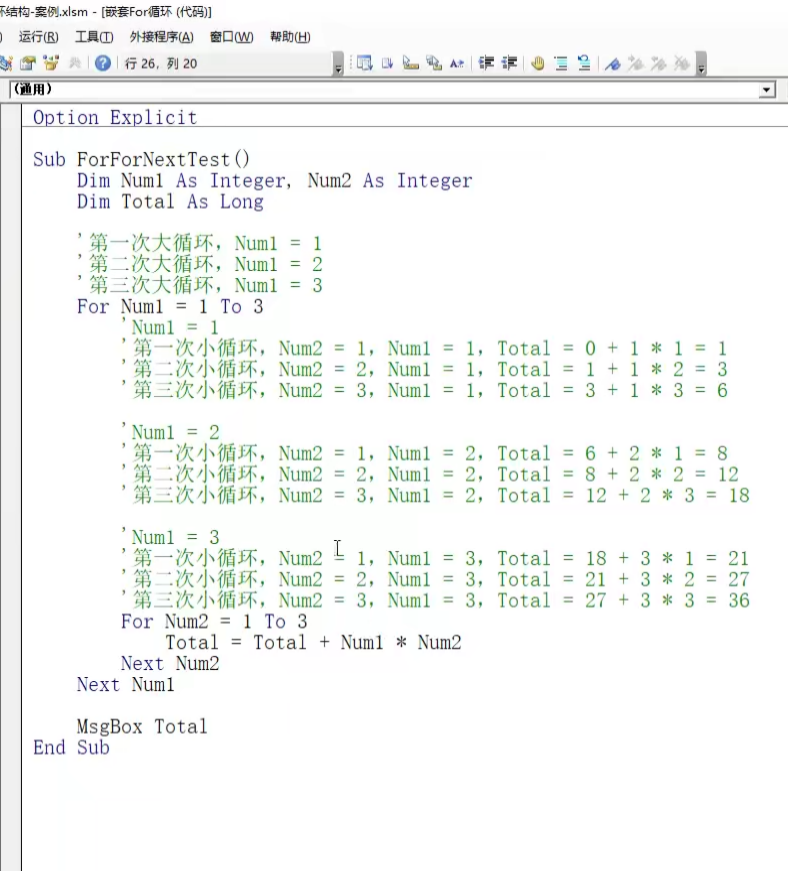 环结构-案例.xlsm - [嵌套For循环 (代码)]
运行(R) 工具(T) 外接程序(A) 窗口(W) 帮助(H)
行 26, 列 20
(通用)
Option Explicit
Sub ForForNextTest()
Dim Num1 As Integer, Num2 As Integer
Dim Total As Long
'第一次大循环, Num1 = 1
'第二次大循环, Num1 = 2
'第三次大循环, Num1 = 3
For Num1 = 1 To 3
'Num1 = 1
'第一次小循环, Num2 = 1, Num1 = 1, Total = 0 + 1 * 1 = 1
'第二次小循环, Num2 = 2, Num1 = 1, Total = 1 + 1 * 2 = 3
'第三次小循环, Num2 = 3, Num1 = 1, Total = 3 + 1 * 3 = 6
'Num1 = 2
'第一次小循环, Num2 = 1, Num1 = 2, Total = 6 + 2 * 1 = 8
'第二次小循环, Num2 = 2, Num1 = 2, Total = 8 + 2 * 2 = 12
'第三次小循环, Num2 = 3, Num1 = 2, Total = 12 + 2 * 3 = 18
'Num1 = 3
'第一次小循环, Num2 = 1, Num1 = 3, Total = 18 + 3 * 1 = 21
'第二次小循环, Num2 = 2, Num1 = 3, Total = 21 + 3 * 2 = 27
'第三次小循环, Num2 = 3, Num1 = 3, Total = 27 + 3 * 3 = 36
For Num2 = 1 To 3
Total = Total + Num1 * Num2
Next Num2
Next Num1
MsgBox Total
End Sub